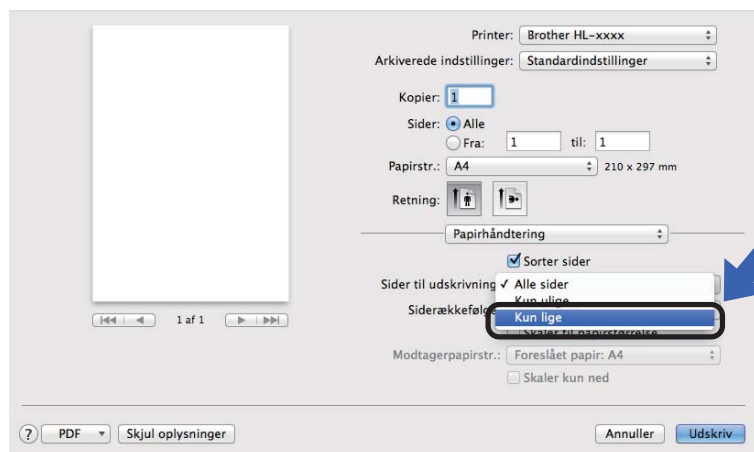 Printer: Brother HL-xxxx
Arkiverede indstillinger: Standardindstillinger
Kopier: 1
Sider: Alle
Fra: 1 til: 1
Papirstr.: A4 210 x 297 mm
Retning:
Papirhåndtering
Sorter sider
Sider til udskrivning ✓ Alle sider
Kun ulige
Siderækkefølge Kun lige
Skaler til papirstørrelse
Modtagerpapirstr.: Foreslået papir: A4
Skaler kun ned
1 af 1
? PDF Skjul oplysninger Annuller Udskriv